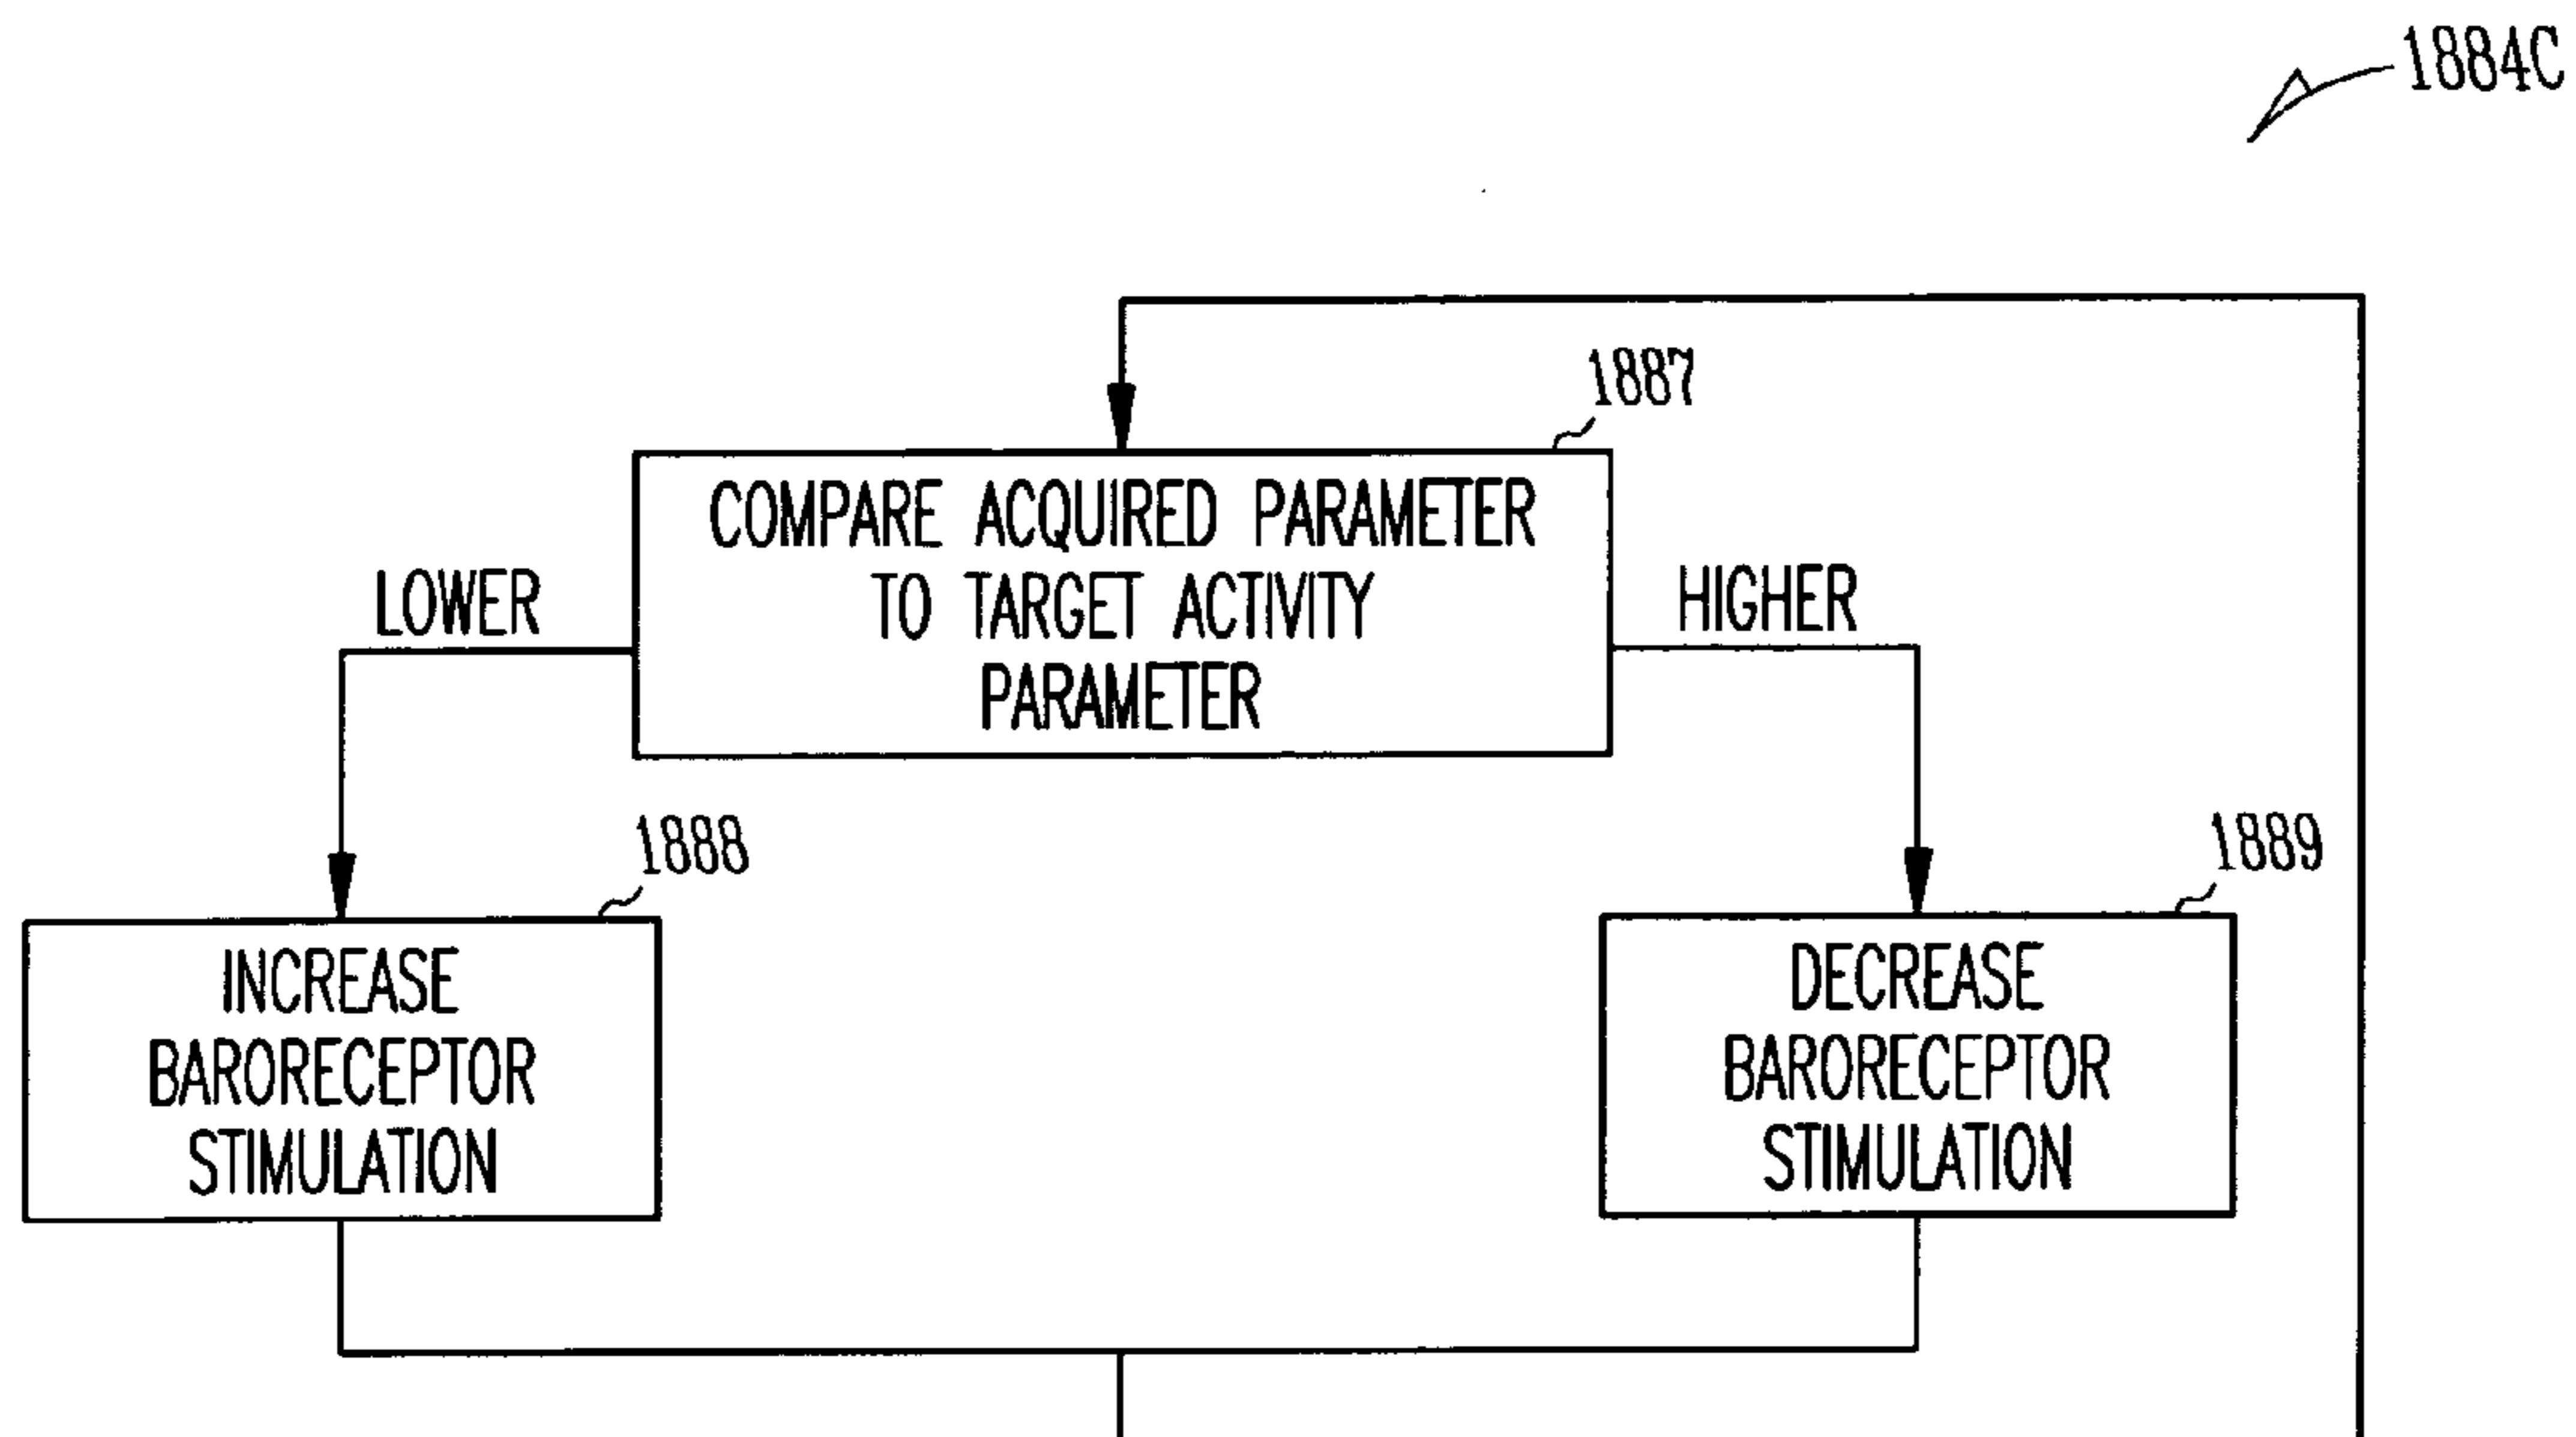 1884C
1887
COMPARE ACQUIRED PARAMETER
TO TARGET ACTIVITY
PARAMETER
LOWER
HIGHER
1888
INCREASE
BARORECEPTOR
STIMULATION
1889
DECREASE
BARORECEPTOR
STIMULATION